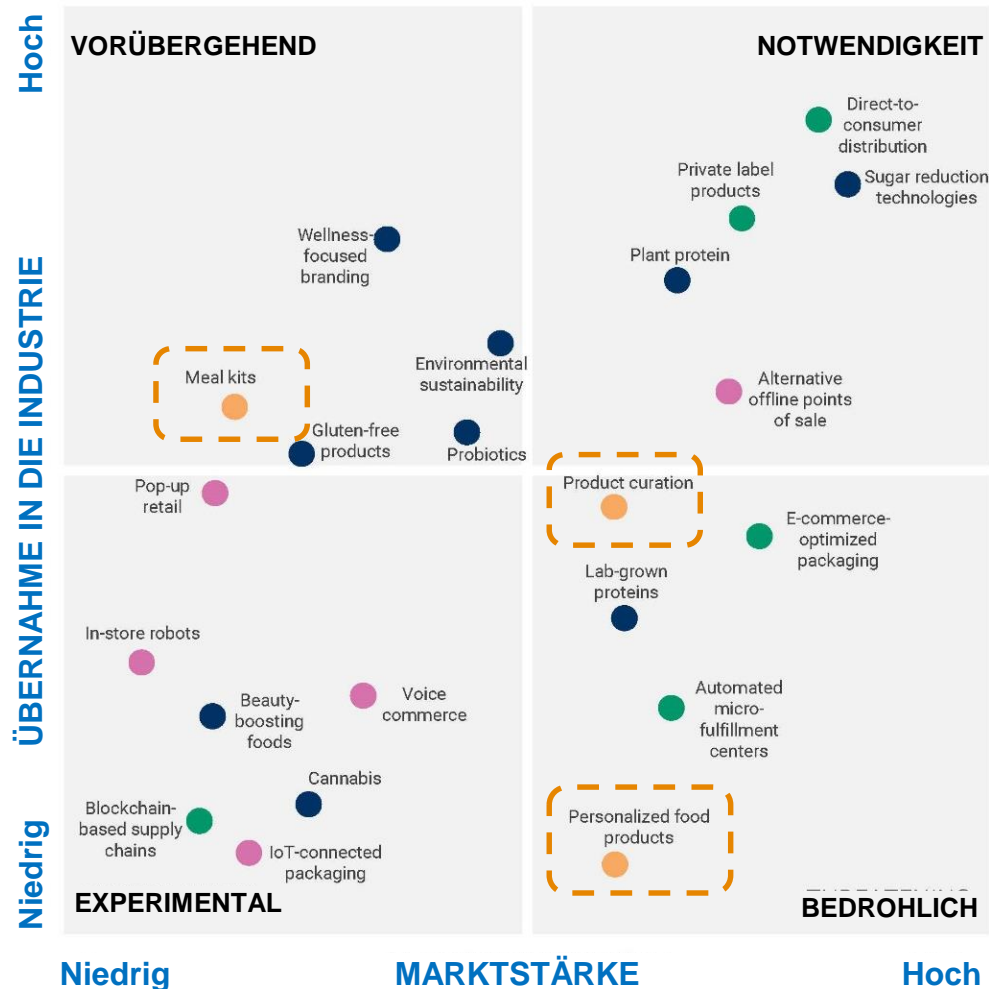 Hoch
ÜBERNAHME IN DIE INDUSTRIE
Niedrig
VORÜBERGEHEND
Wellness-
focused
branding
Meal kits
Environmental
sustainability
Gluten-free
products
Probiotics
NOTWENDIGKEIT
Direct-to-
consumer
distribution
Private label
products
Sugar reduction
technologies
Plant protein
Alternative
offline points
of sale
Pop-up
retail
In-store robots
Beauty-
boosting
foods
Voice
commerce
Cannabis
Blockchain-
based supply
chains
IoT-connected
packaging
EXPERIMENTAL
Product curation
E-commerce-
optimized
packaging
Lab-grown
proteins
Automated
micro-
fulfillment
centers
Personalized food
products
BEDROHLICH
Niedrig
MARKTSTÄRKE
Hoch